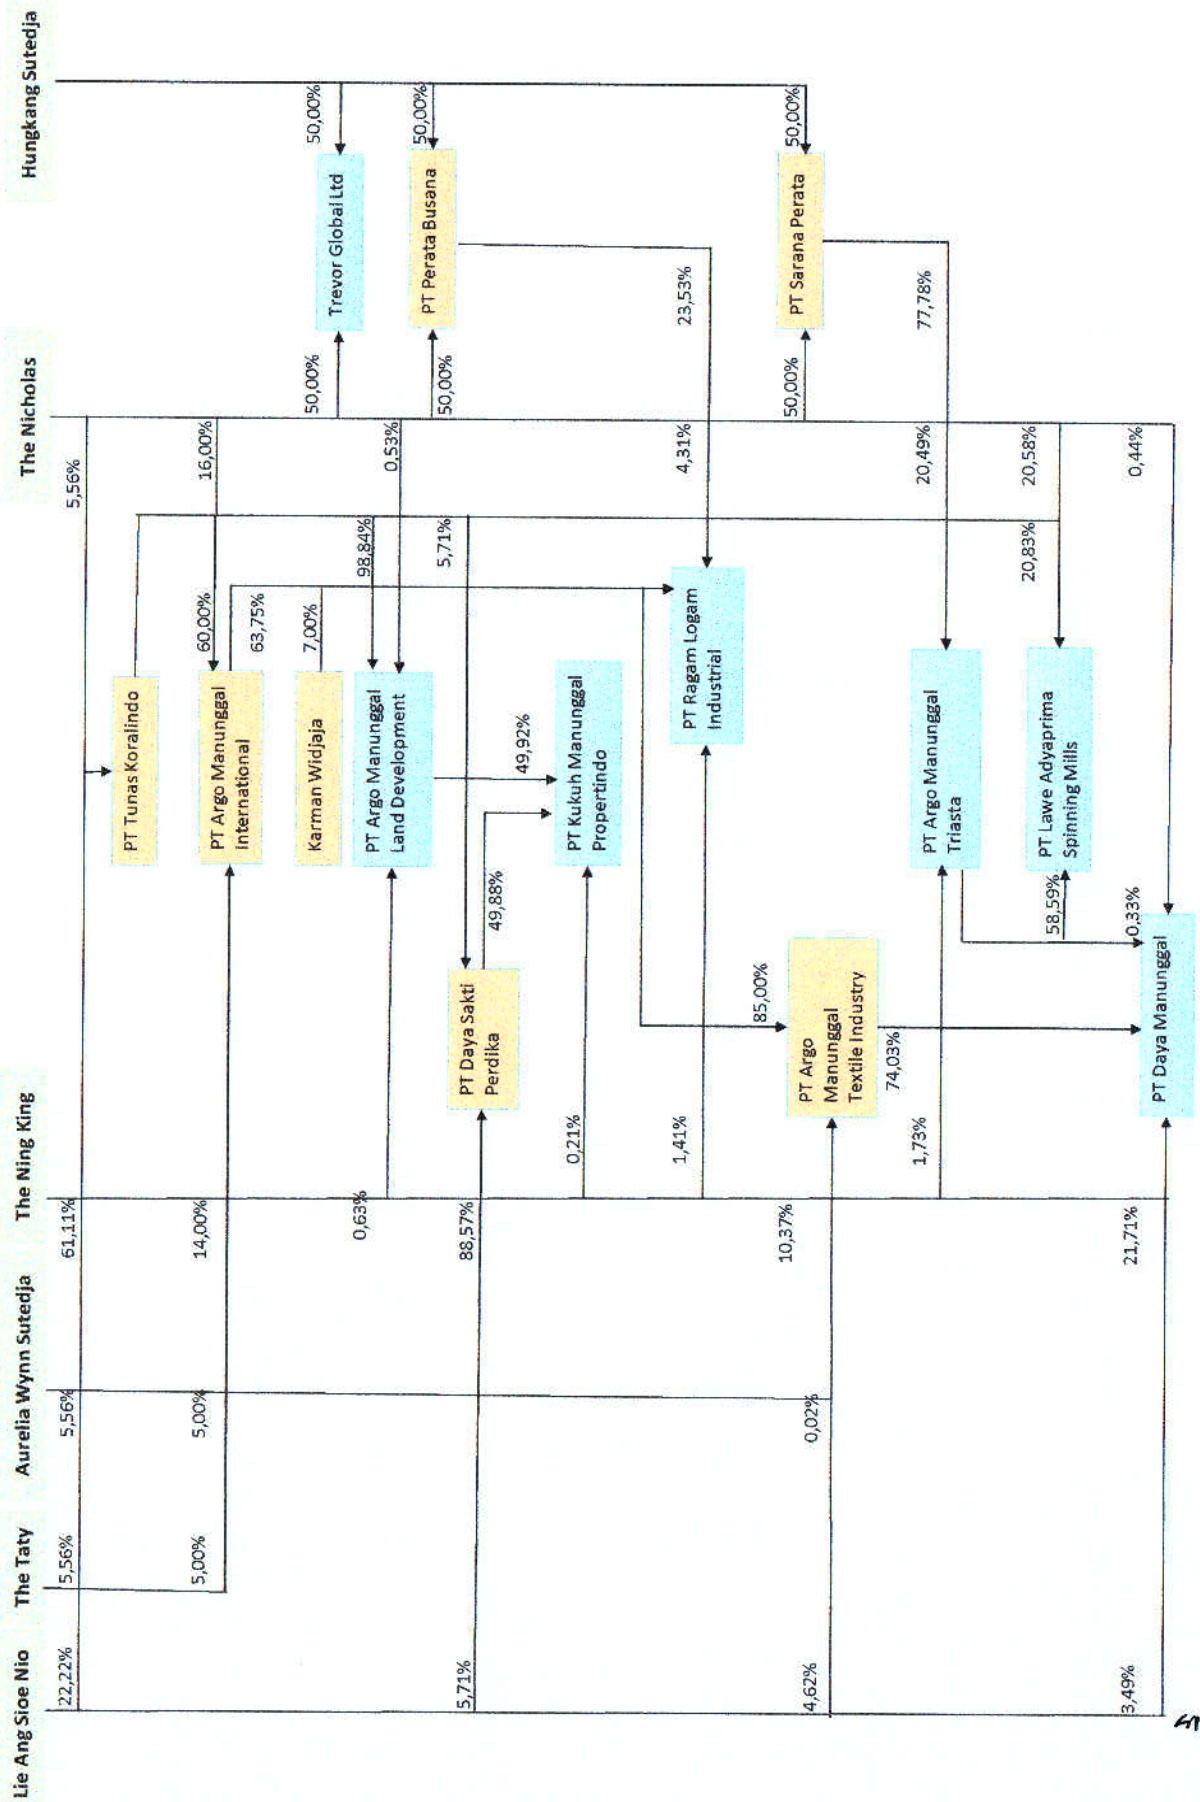 Lie Ang Sioe Nio
The Taty
Aurelia Wynn Sutedja
The Ning King
The Nicholas
Hungkang Sutedja
22,22%
5,56%
5,56%
61,11%
5,56%
PT Tunas Koralindo
5,00%
5,00%
14,00%
60,00%
16,00%
PT Argo Manunggal
International
63,75%
7,00%
Karman Widjaja
50,00%
Trevor Global Ltd
50,00%
0,63%
98,84%
0,53%
PT Argo Manunggal
Land Development
50,00%
PT Perata Busana
50,00%
5,71%
88,57%
5,71%
PT Daya Sakti
Perdika
49,88%
49,92%
0,21%
PT Kukuh Manunggal
Propertindo
1,41%
4,31%
23,53%
PT Ragam Logam
Industrial
85,00%
50,00%
PT Sarana Perata
50,00%
4,62%
0,02%
10,37%
PT Argo
Manunggal
Textile Industry
74,03%
1,73%
20,49%
77,78%
PT Argo Manunggal
Triasta
58,59%
20,83%
20,58%
PT Lawe Adyaprima
Spinning Mills
3,49%
21,71%
0,33%
0,44%
PT Daya Manunggal